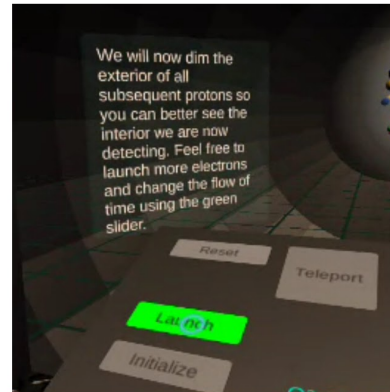 We will now dim the
exterior of all
subsequent protons so
you can better see the
interior we are now
detecting. Feel free to
launch more electrons
and change the flow of
time using the green
slider.
Reset
Teleport
Launch
Initialize